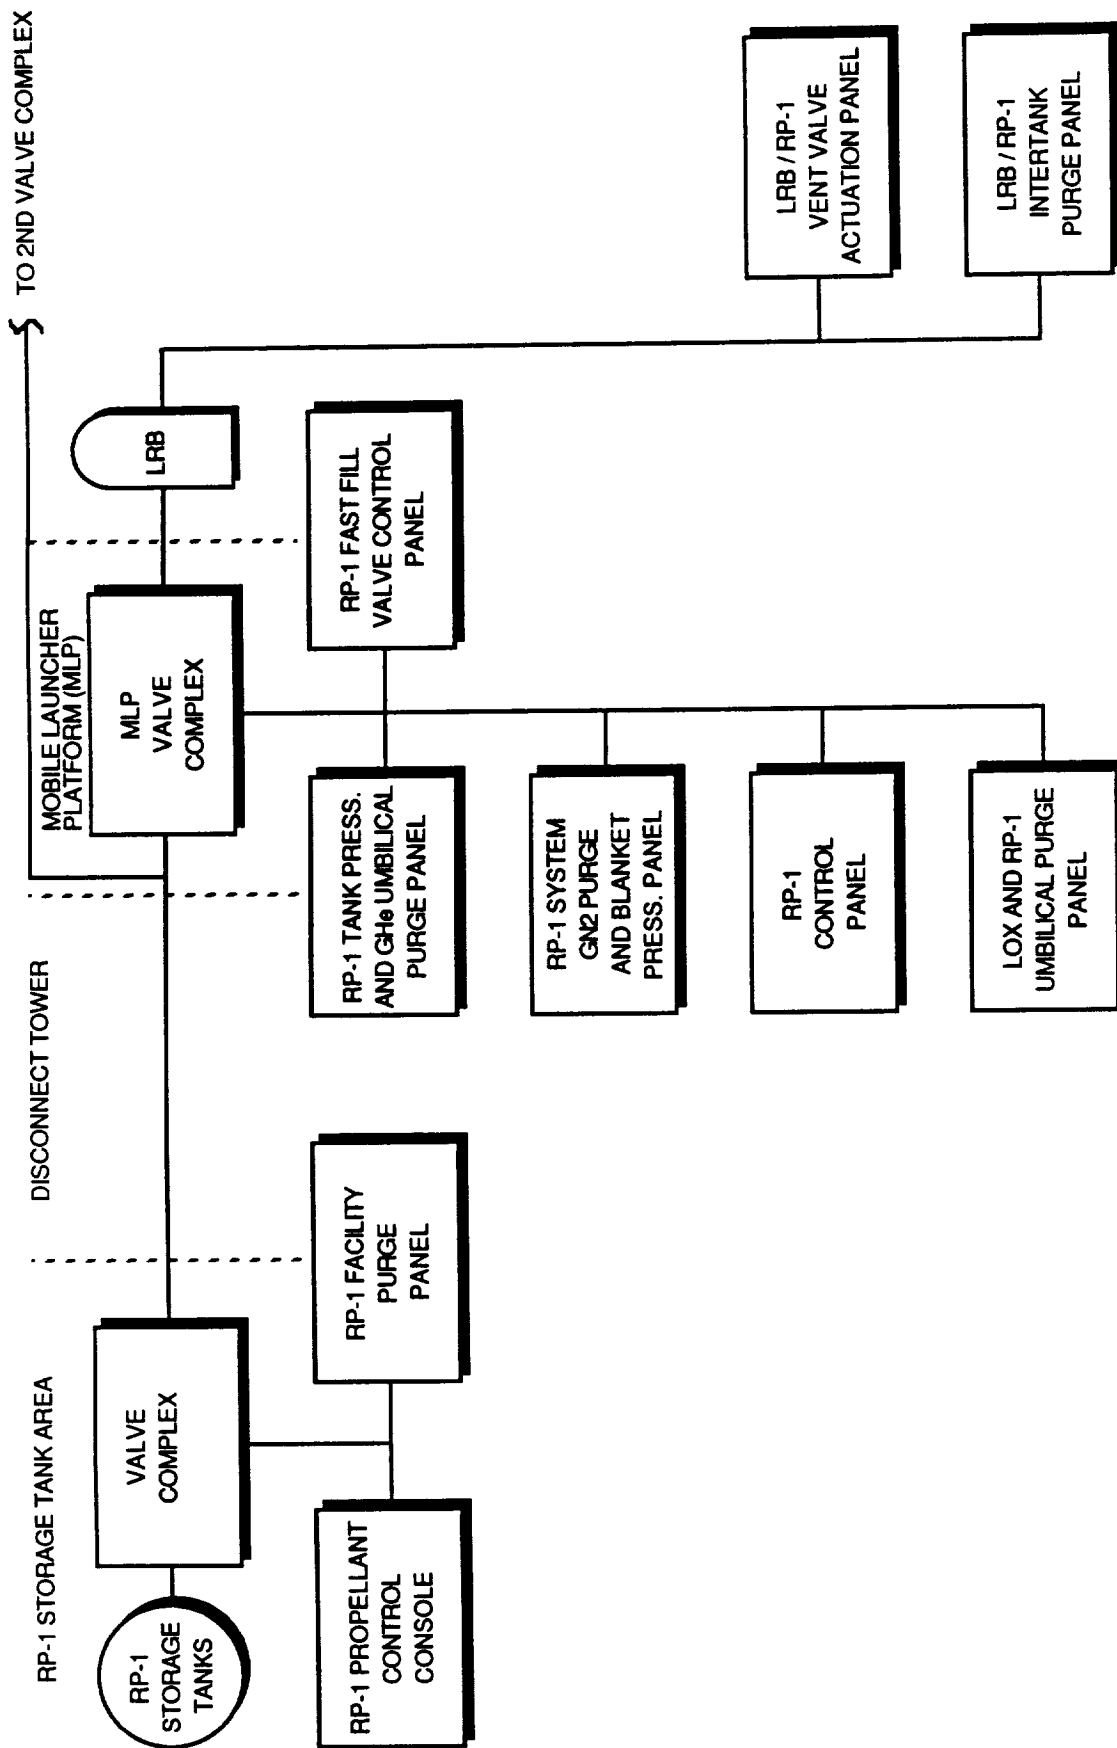 RP-1 STORAGE TANK AREA
DISCONNECT TOWER
MOBILE LAUNCHER
PLATFORM (MLP)
TO 2ND VALVE COMPLEX
RP-1
STORAGE
TANKS
VALVE
COMPLEX
MLP
VALVE
COMPLEX
LRB
RP-1 PROPELLANT
CONTROL
CONSOLE
RP-1 FACILITY
PURGE
PANEL
RP-1 TANK PRESS.
AND GHe UMBILICAL
PURGE PANEL
RP-1 FAST FILL
VALVE CONTROL
PANEL
RP-1 SYSTEM
GN2 PURGE
AND BLANKET
PRESS. PANEL
RP-1
CONTROL
PANEL
LOX AND RP-1
UMBILICAL PURGE
PANEL
LRB / RP-1
VENT VALVE
ACTUATION PANEL
LRB / RP-1
INTERTANK
PURGE PANEL